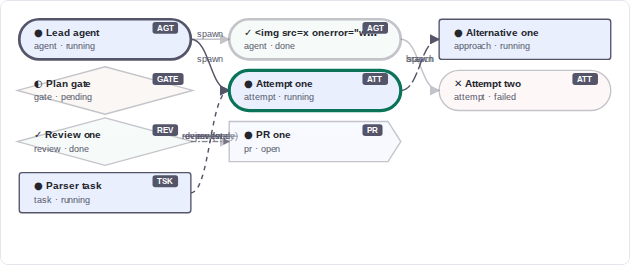 ● Lead agent
AGT
agent · running
spawn
✓ <img src=x onerror="win
AGT
agent · done
● Alternative one
approach · running
spawn
◐ Plan gate
GATE
gate · pending
● Attempt one
ATT
attempt · running
✕ Attempt two
ATT
attempt · failed
✓ Review one
REV
review · done
● PR one
PR
pr · open
● Parser task
TSK
task · running